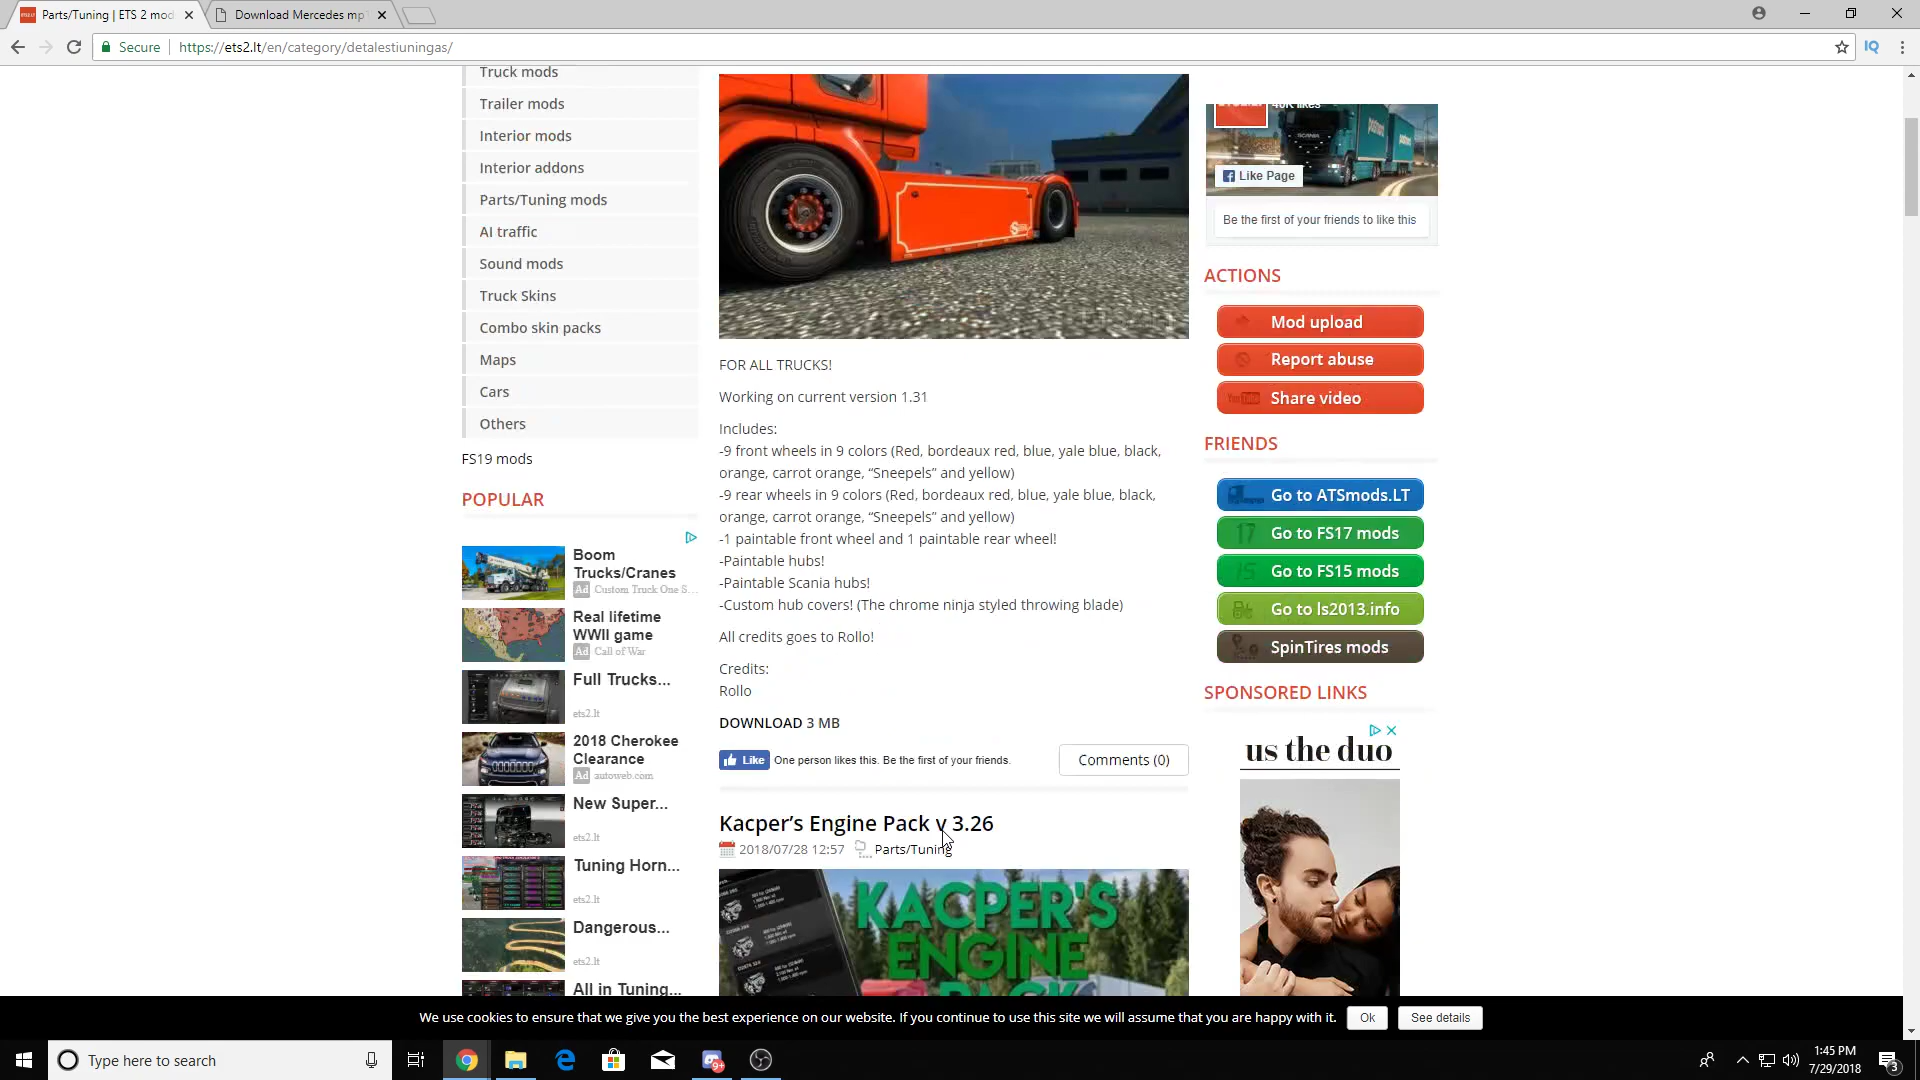 Parts/Tuning | ETS 2 mod
Download Mercedes mp
Secure
https://ets2.lt/en/category/detalestiuningas/
IQ
Truck mods
Trailer mods
Interior mods
Interior addons
Parts/Tuning mods
AI traffic
Sound mods
Truck Skins
Combo skin packs
Maps
Cars
Others
FS19 mods
POPULAR
Boom
Trucks/Cranes
Ad Custom Truck One S...
Real lifetime
WWII game
Ad Call of War
Full Trucks...
ets2.lt
2018 Cherokee
Clearance
Ad autoweb.com
New Super...
ets2.lt
Tuning Horn...
ets2.lt
Dangerous...
ets2.lt
All in Tuning...
FOR ALL TRUCKS!
Working on current version 1.31
Includes:
-9 front wheels in 9 colors (Red, bordeaux red, blue, yale blue, black,
orange, carrot orange, “Sneepels” and yellow)
-9 rear wheels in 9 colors (Red, bordeaux red, blue, yale blue, black,
orange, carrot orange, “Sneepels” and yellow)
-1 paintable front wheel and 1 paintable rear wheel!
-Paintable hubs!
-Paintable Scania hubs!
-Custom hub covers! (The chrome ninja styled throwing blade)
All credits goes to Rollo!
Credits:
Rollo
DOWNLOAD 3 MB
Like
One person likes this. Be the first of your friends.
Comments (0)
Kacper’s Engine Pack v 3.26
2018/07/28 12:57
Parts/Tuning
KACPER'S
ENGINE
PACK
40K likes
Like Page
Be the first of your friends to like this
ACTIONS
Mod upload
Report abuse
Share video
FRIENDS
Go to ATSmods.LT
17 Go to FS17 mods
15 Go to FS15 mods
Go to ls2013.info
SpinTires mods
SPONSORED LINKS
us the duo
We use cookies to ensure that we give you the best experience on our website. If you continue to use this site we will assume that you are happy with it.
Ok
See details
Type here to search
9+
1:45 PM
7/29/2018
3